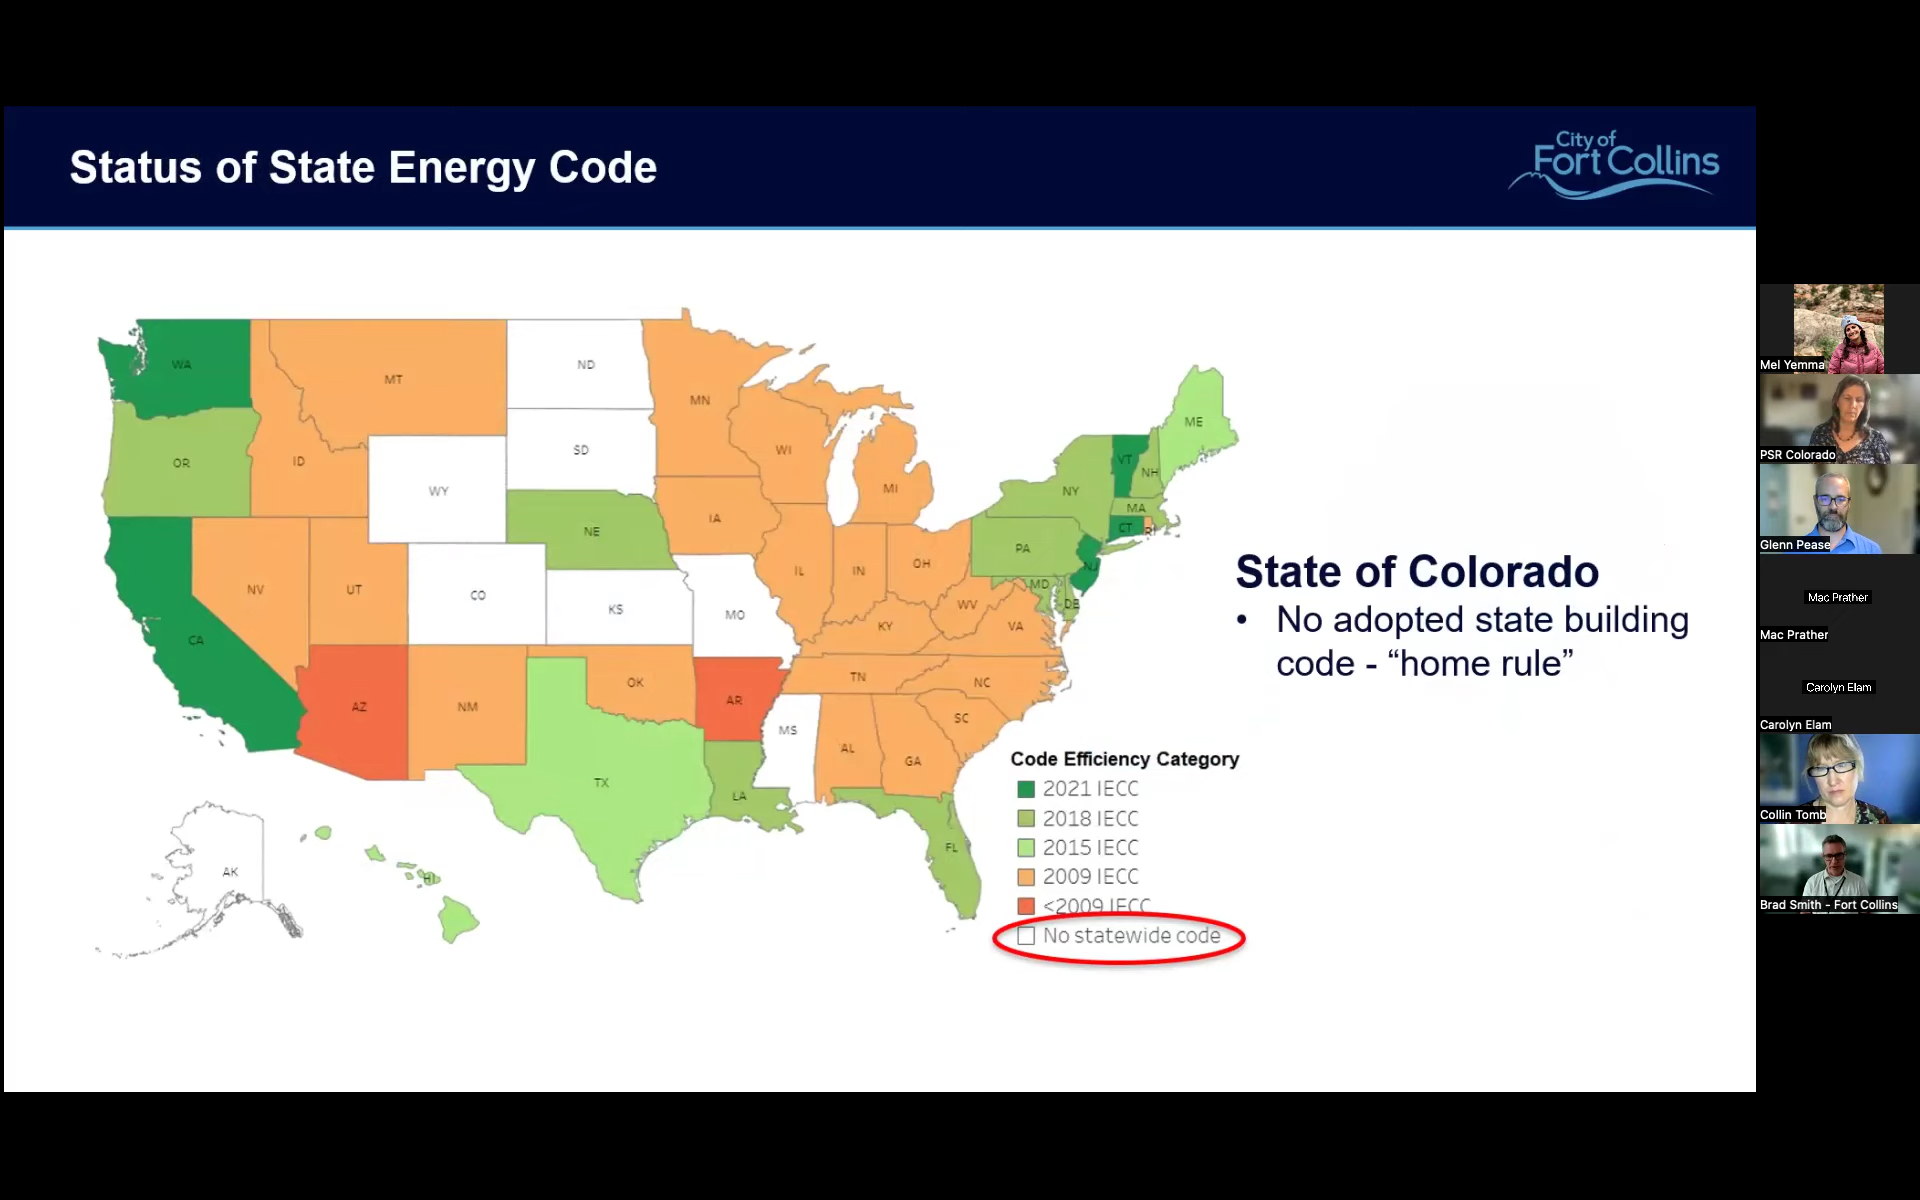 Status of State Energy Code
City of
Fort Collins
WA
MT
ND
MN
OR
ID
WY
SD
WI
MI
NY
VT
NH
ME
MA
CT
RI
NE
IA
PA
NJ
NV
UT
CO
KS
MO
IL
IN
OH
MD
DE
WV
VA
KY
CA
AZ
NM
OK
AR
TN
NC
SC
MS
AL
GA
TX
LA
FL
AK
HI
State of Colorado
• No adopted state building
code - “home rule”
Code Efficiency Category
2021 IECC
2018 IECC
2015 IECC
2009 IECC
<2009 IECC
No statewide code
Mel Yemma
PSR Colorado
Glenn Pease
Mac Prather
Mac Prather
Carolyn Elam
Carolyn Elam
Collin Tomb
Brad Smith - Fort Collins